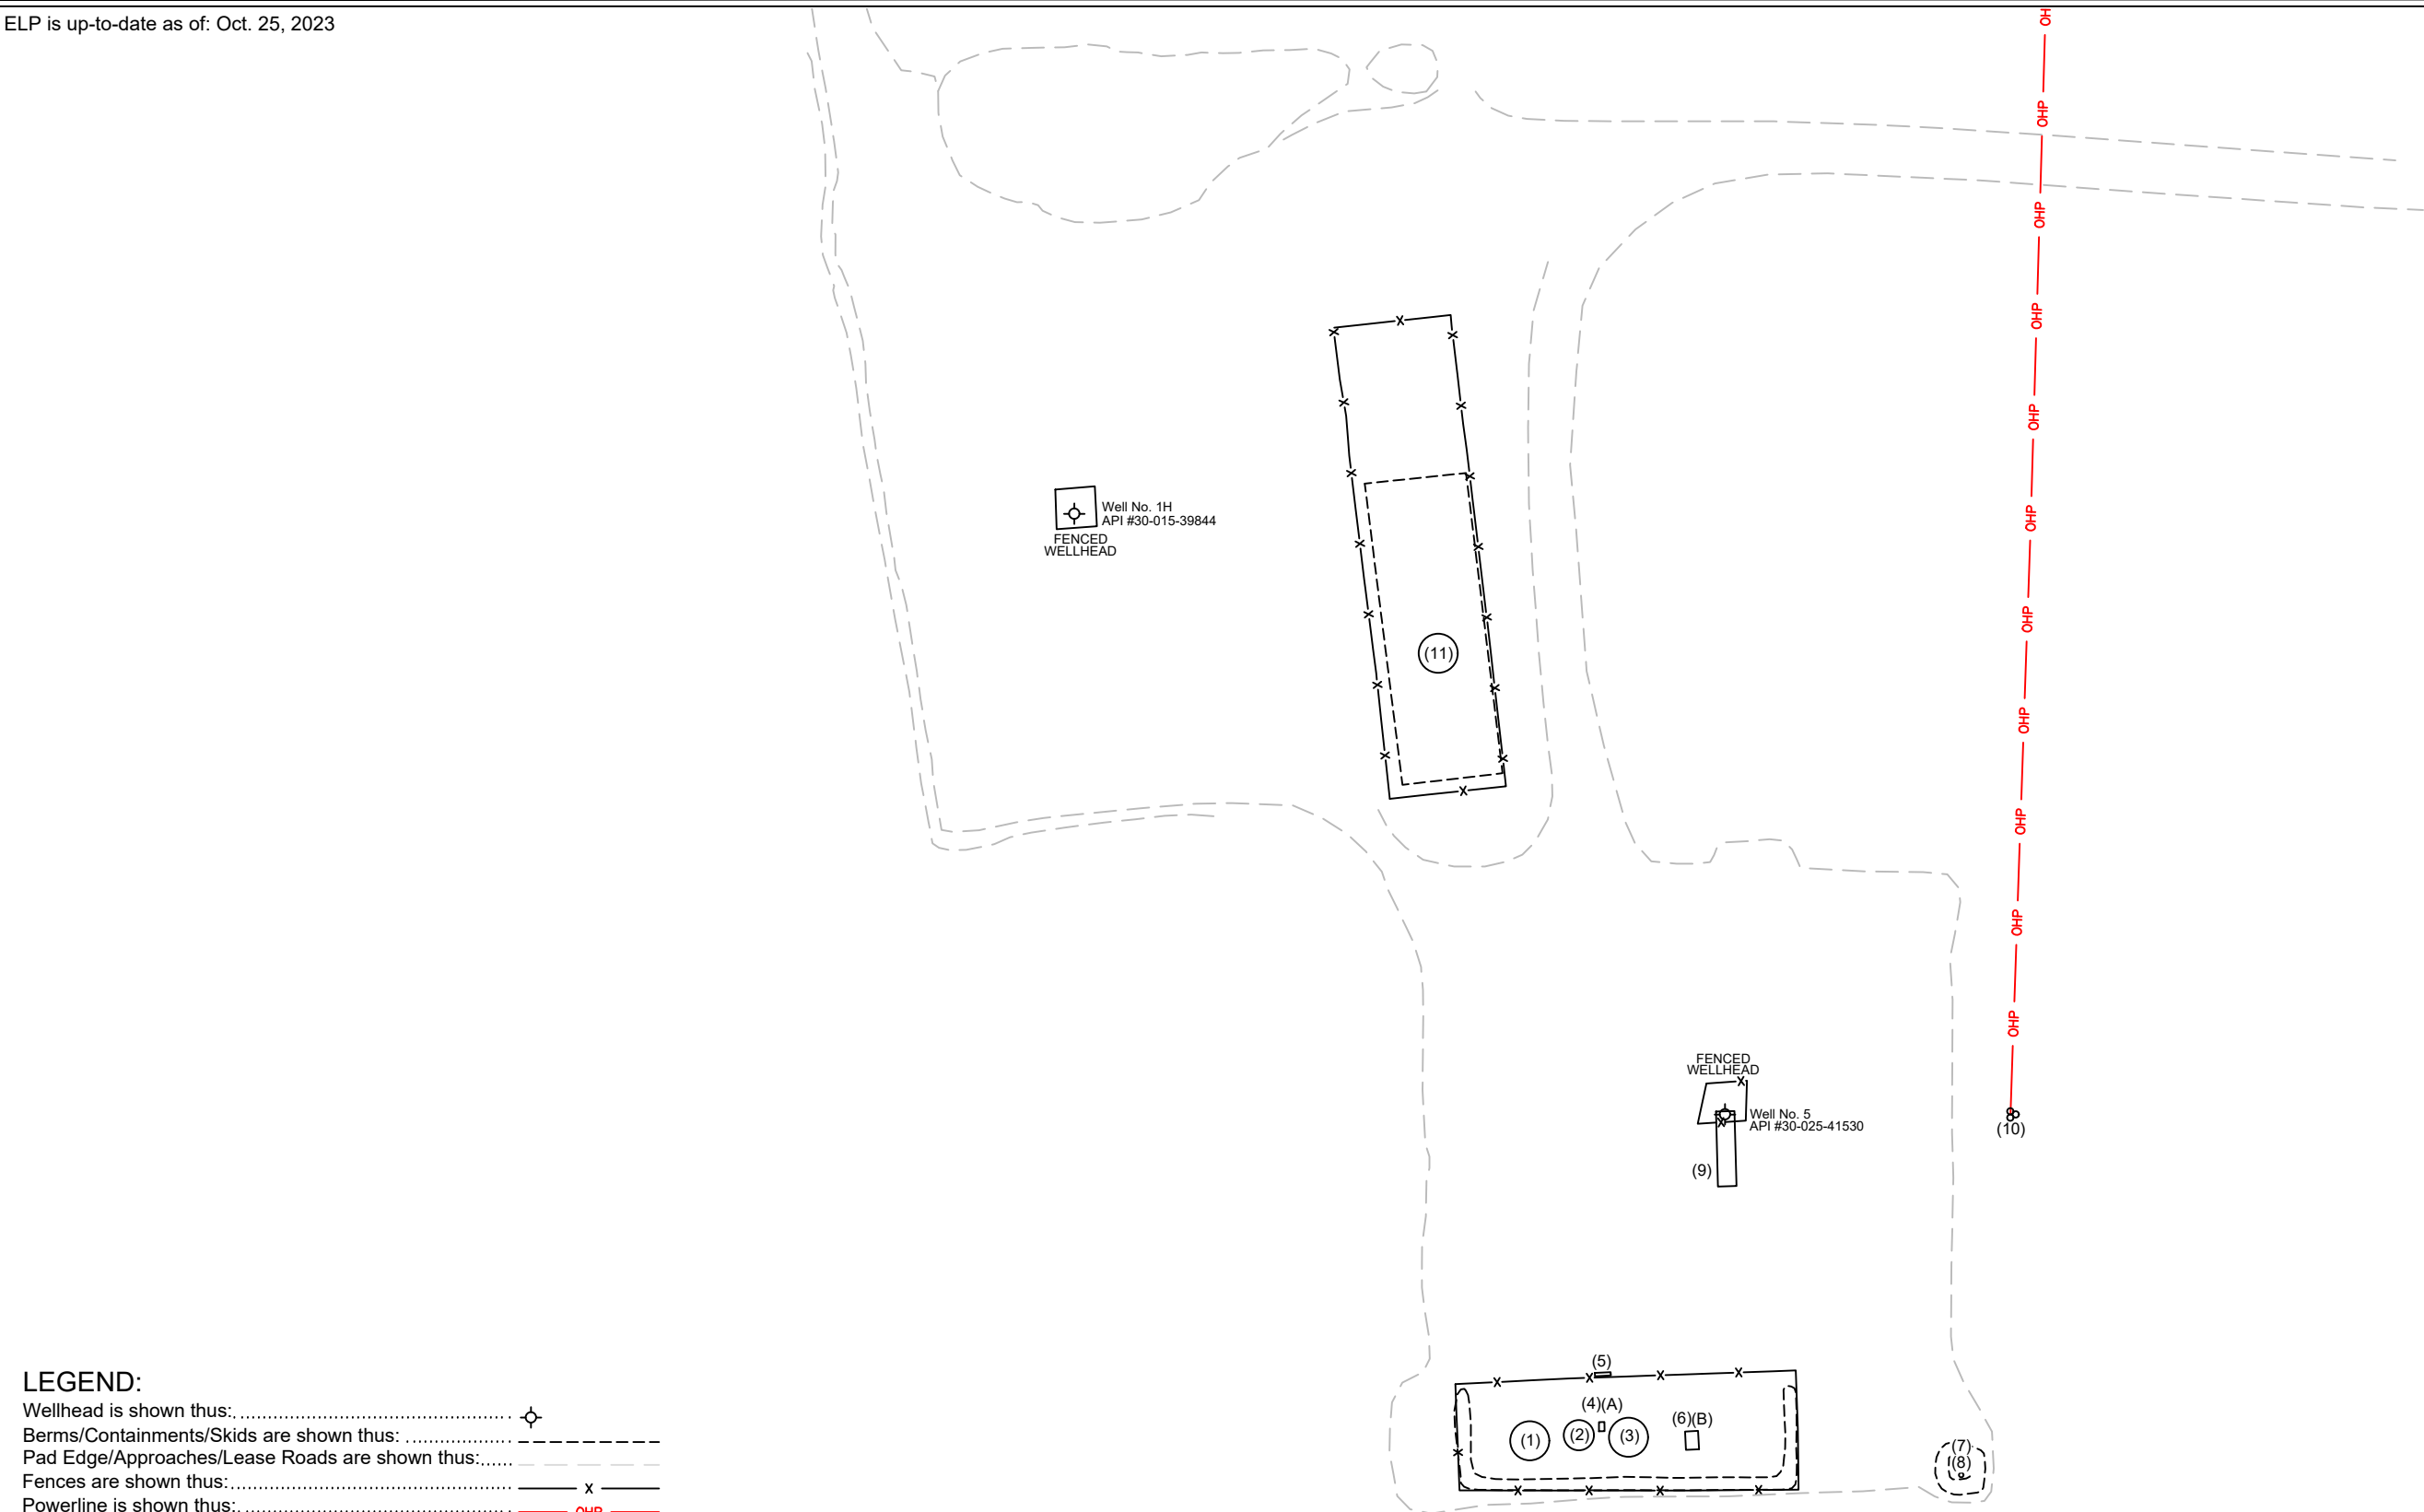 ELP is up-to-date as of: Oct. 25, 2023
OH
OHP
OHP
OHP
OHP
OHP
OHP
OHP
OHP
OHP
OHP
Well No. 1H
API #30-015-39844
FENCED
WELLHEAD
(11)
FENCED
WELLHEAD
Well No. 5
API #30-025-41530
(9)
(10)
(5)
(4)(A)
(6)(B)
(1)
(2)
(3)
(7)
(8)
LEGEND:
Wellhead is shown thus:
Berms/Containments/Skids are shown thus:
Pad Edge/Approaches/Lease Roads are shown thus:
Fences are shown thus: X
Powerline is shown thus: OHP